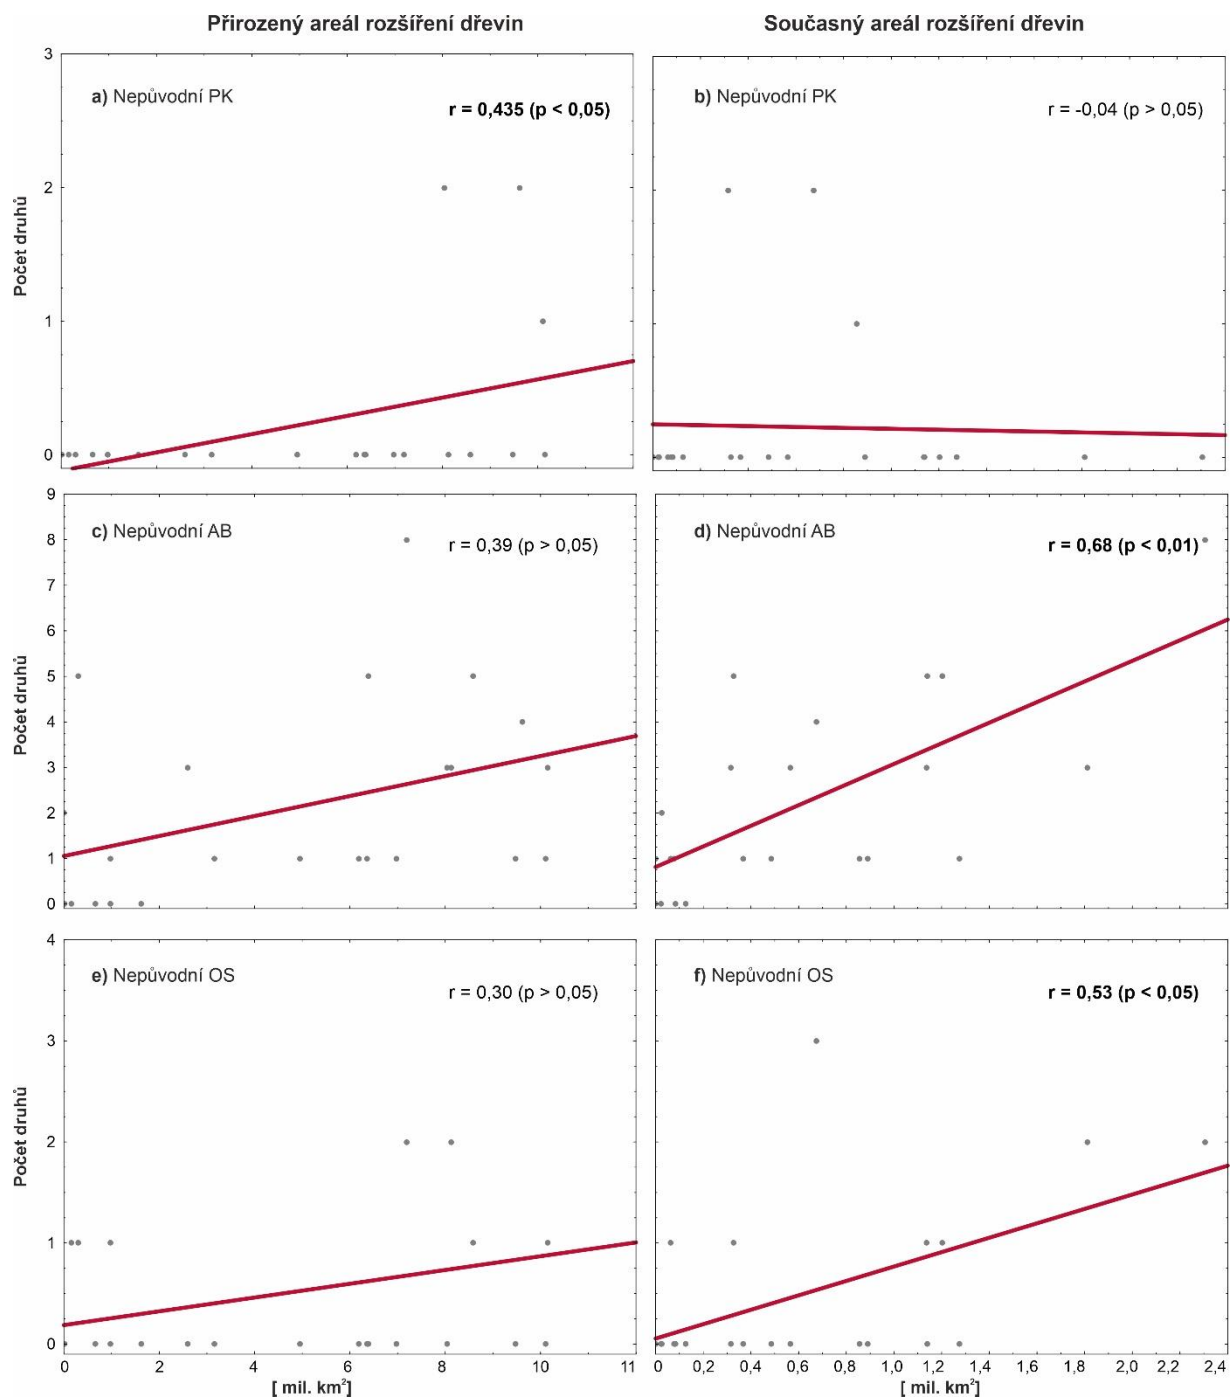 Přirozený areál rozšíření dřevin
Současný areál rozšíření dřevin
3
2
1
0
Počet druhů
a) Nepůvodní PK
r = 0,435 (p < 0,05)
b) Nepůvodní PK
r = -0,04 (p > 0,05)
9
8
7
6
5
4
3
2
1
0
Počet druhů
c) Nepůvodní AB
r = 0,39 (p > 0,05)
d) Nepůvodní AB
r = 0,68 (p < 0,01)
4
3
2
1
0
Počet druhů
e) Nepůvodní OS
r = 0,30 (p > 0,05)
f) Nepůvodní OS
r = 0,53 (p < 0,05)
0 2 4 6 8 10 11
0 0,2 0,4 0,6 0,8 1,0 1,2 1,4 1,6 1,8 2,0 2,2 2,4
[ mil. km²]
[ mil. km²]